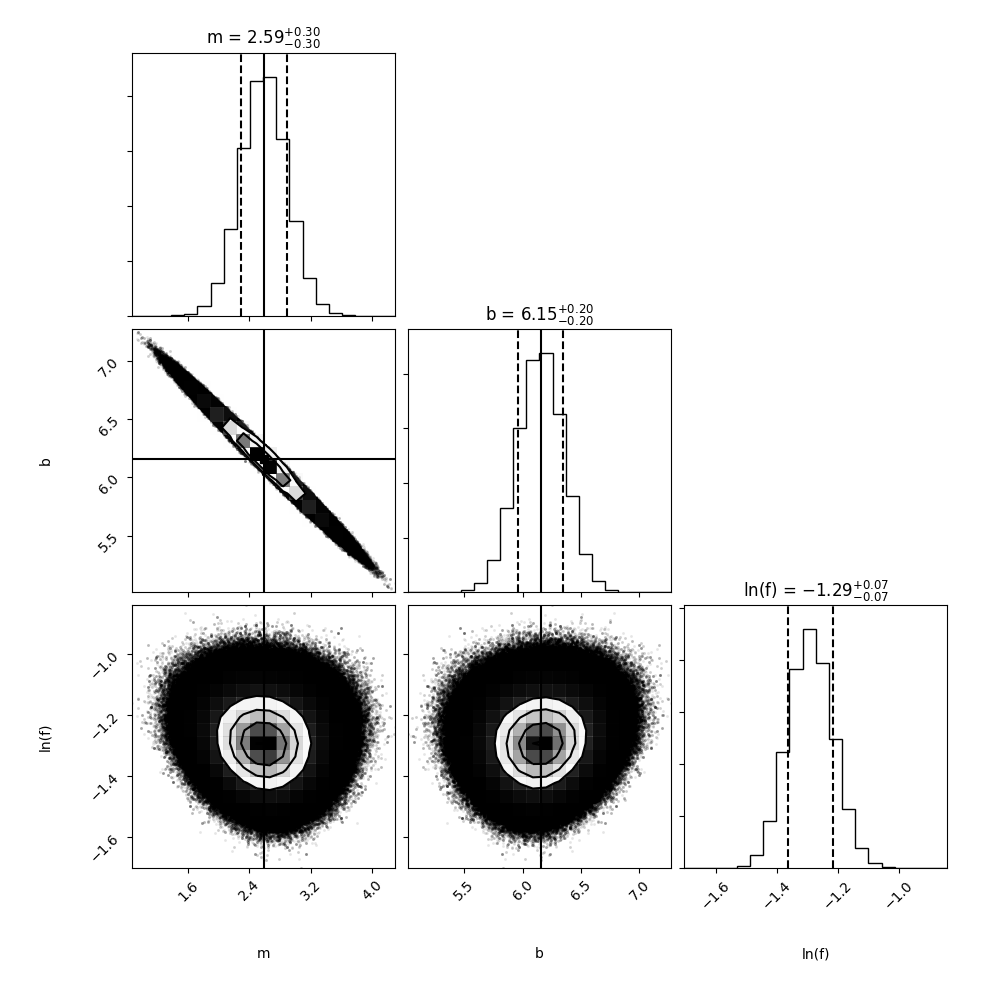 m = 2.59+0.30−0.30
b = 6.15+0.20−0.20
7.0
6.5
6.0
5.5
b
ln(f) = −1.29+0.07−0.07
−1.0
−1.2
−1.4
−1.6
ln(f)
1.6 2.4 3.2 4.0 5.5 6.0 6.5 7.0 −1.6 −1.4 −1.2 −1.0
m b ln(f)